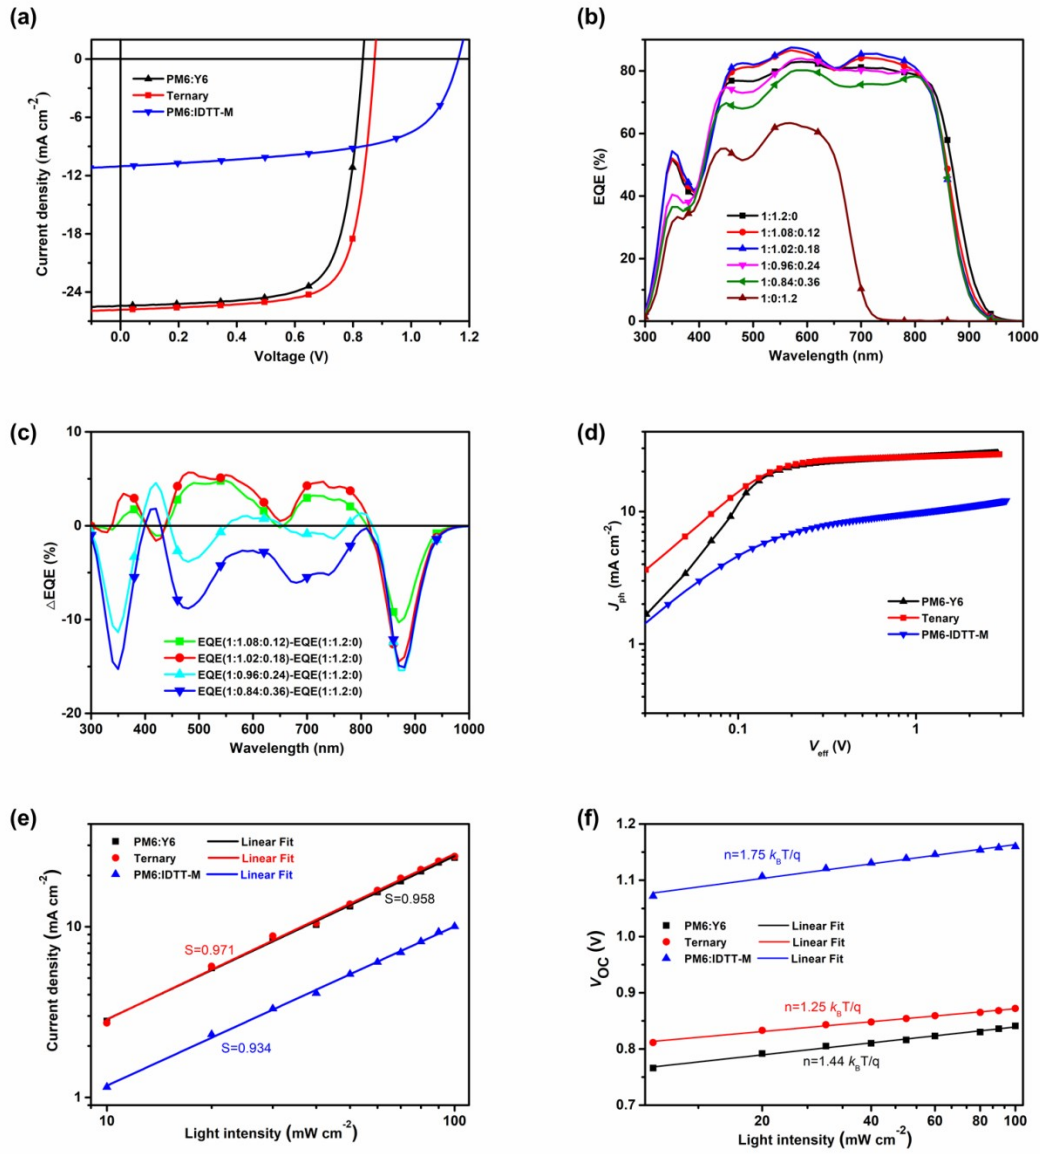 (a)
0
-6
-12
-18
-24
Current density (mA cm⁻²)
PM6:Y6
Ternary
PM6:IDTT-M
0.0 0.2 0.4 0.6 0.8 1.0 1.2
Voltage (V)
(b)
80
60
40
20
0
EQE (%)
1:1.2:0
1:1.08:0.12
1:1.02:0.18
1:0.96:0.24
1:0.84:0.36
1:0:1.2
300 400 500 600 700 800 900 1000
Wavelength (nm)
(c)
10
0
-10
-20
△EQE (%)
EQE(1:1.08:0.12)-EQE(1:1.2:0)
EQE(1:1.02:0.18)-EQE(1:1.2:0)
EQE(1:0.96:0.24)-EQE(1:1.2:0)
EQE(1:0.84:0.36)-EQE(1:1.2:0)
300 400 500 600 700 800 900 1000
Wavelength (nm)
(d)
10
1
Jph (mA cm⁻²)
PM6-Y6
Tenary
PM6-IDTT-M
0.1 1
Veff (V)
(e)
100
10
1
Current density (mA cm⁻²)
PM6:Y6 Linear Fit
Ternary Linear Fit
PM6:IDTT-M Linear Fit
S=0.958
S=0.971
S=0.934
10 100
Light intensity (mW cm⁻²)
(f)
1.2
1.1
1.0
0.9
0.8
0.7
VOC (V)
n=1.75 kBT/q
PM6:Y6 Linear Fit
Ternary Linear Fit
PM6:IDTT-M Linear Fit
n=1.25 kBT/q
n=1.44 kBT/q
20 40 60 80 100
Light intensity (mW cm⁻²)